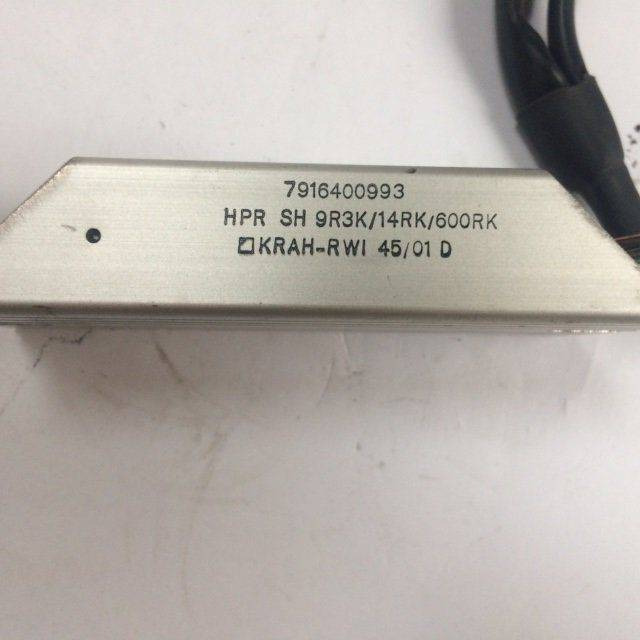 7916400993
HPR SH 9R3K/14RK/600RK
KRAH-RWI 45/01 D